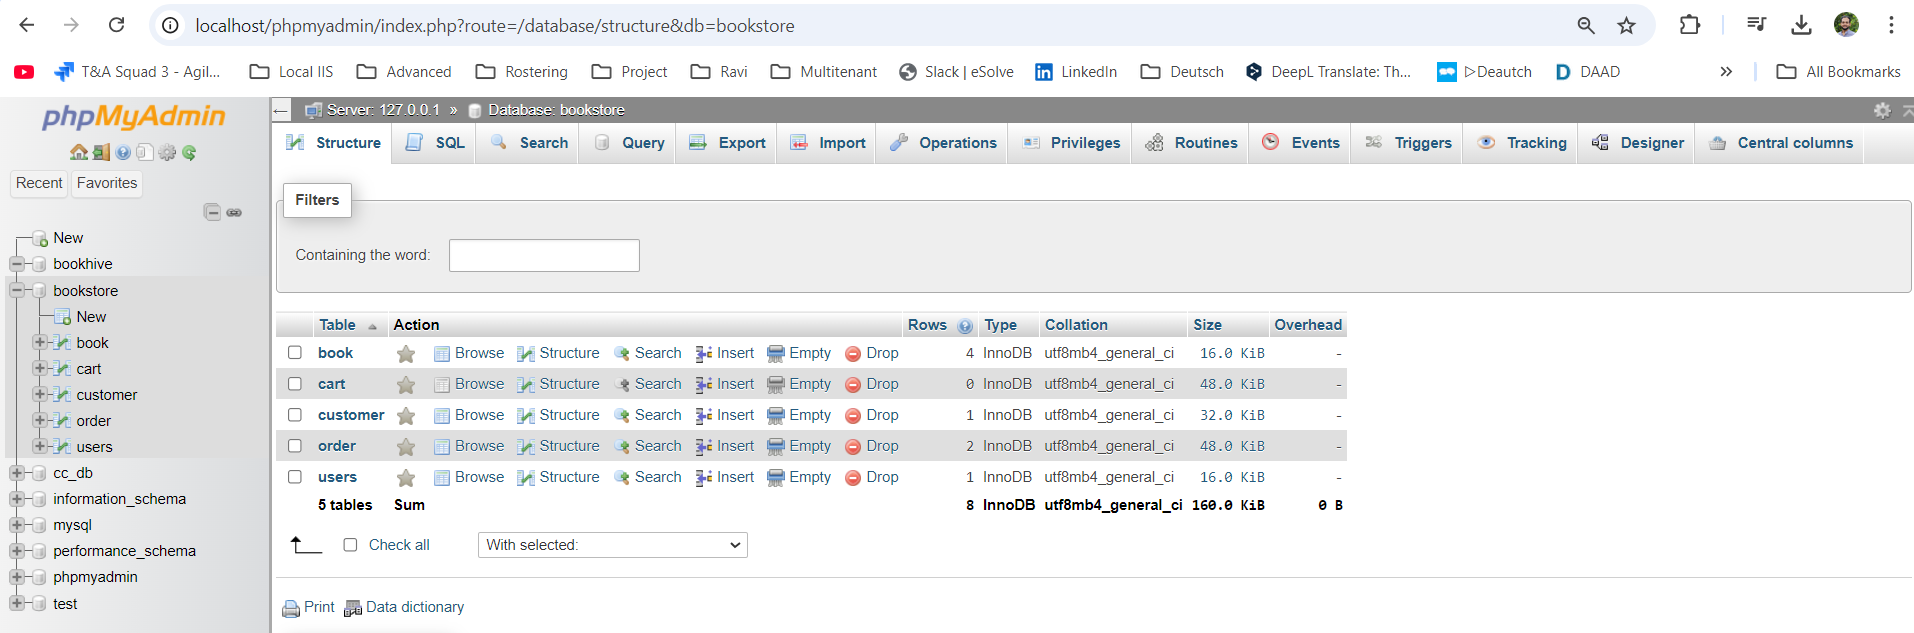 localhost/phpmyadmin/index.php?route=/database/structure&db=bookstore
T&A Squad 3 - Agil... Local IIS Advanced Rostering Project Ravi Multitenant Slack | eSolve LinkedIn Deutsch DeepL Translate: Th... ▷Deautch DAAD » All Bookmarks
phpMyAdmin
Recent Favorites
New
bookhive
bookstore
New
book
cart
customer
order
users
cc_db
information_schema
mysql
performance_schema
phpmyadmin
test
Server: 127.0.0.1 » Database: bookstore
Structure SQL Search Query Export Import Operations Privileges Routines Events Triggers Tracking Designer Central columns
Filters
Containing the word:
Table Action Rows Type Collation Size Overhead
book Browse Structure Search Insert Empty Drop 4 InnoDB utf8mb4_general_ci 16.0 KiB -
cart Browse Structure Search Insert Empty Drop 0 InnoDB utf8mb4_general_ci 48.0 KiB -
customer Browse Structure Search Insert Empty Drop 1 InnoDB utf8mb4_general_ci 32.0 KiB -
order Browse Structure Search Insert Empty Drop 2 InnoDB utf8mb4_general_ci 48.0 KiB -
users Browse Structure Search Insert Empty Drop 1 InnoDB utf8mb4_general_ci 16.0 KiB -
5 tables Sum 8 InnoDB utf8mb4_general_ci 160.0 KiB 0 B
Check all With selected:
Print Data dictionary